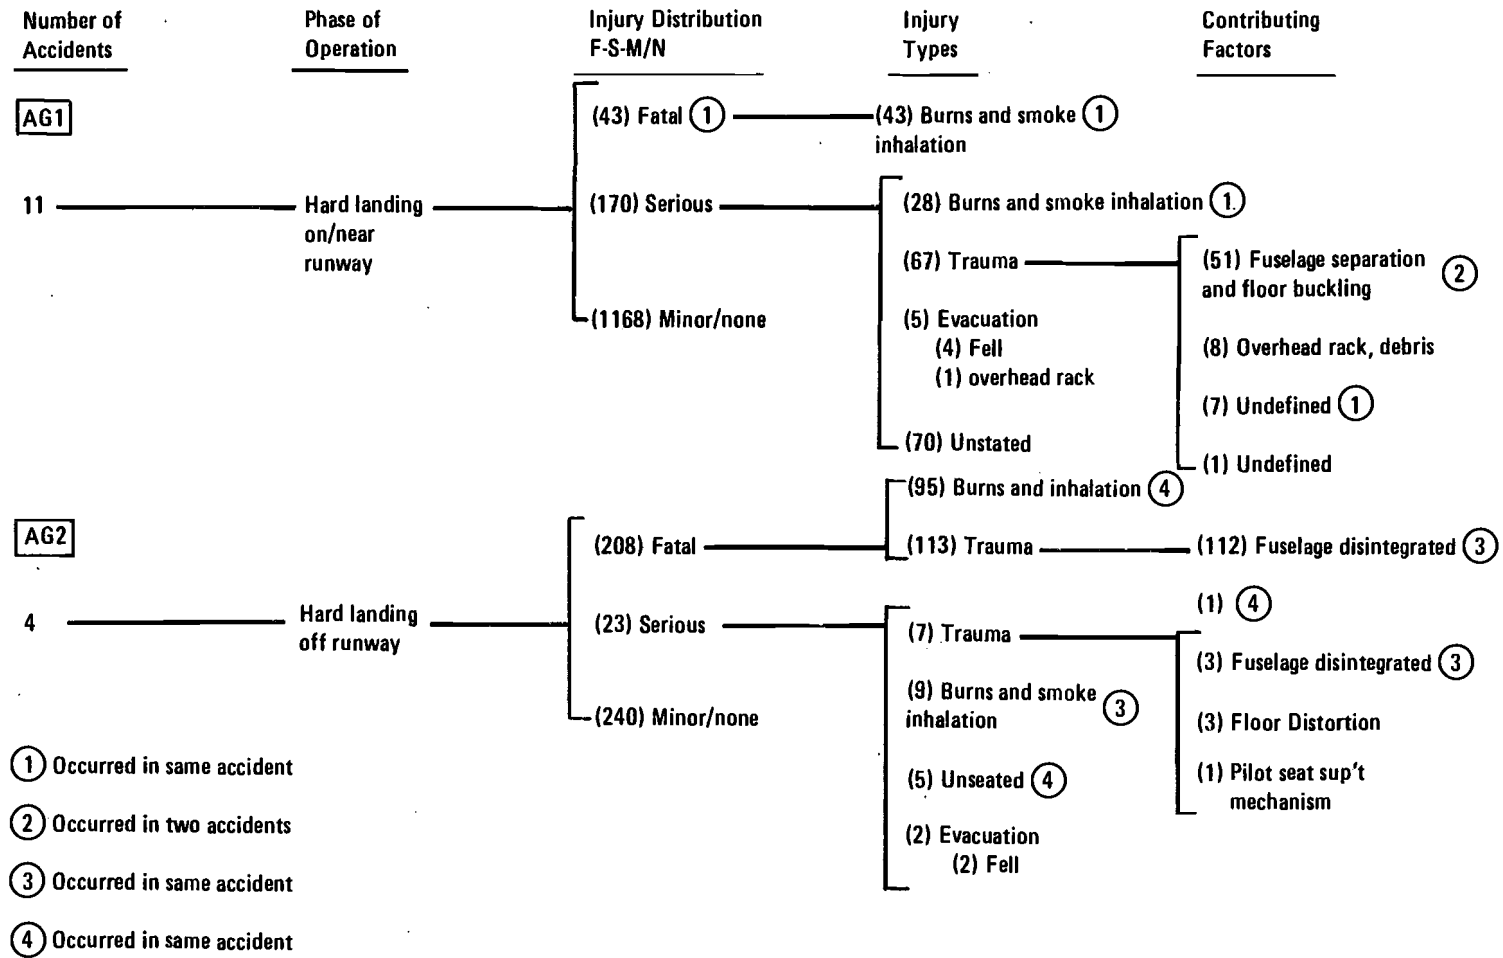 Number of Accidents
Phase of Operation
Injury Distribution F-S-M/N
Injury Types
Contributing Factors
AG1
11
Hard landing
on/near
runway
(43) Fatal 1
(170) Serious
(1168) Minor/none
(43) Burns and smoke 1
inhalation
(28) Burns and smoke inhalation 1
(67) Trauma
(5) Evacuation
(4) Fell
(1) overhead rack
(70) Unstated
(51) Fuselage separation
and floor buckling 2
(8) Overhead rack, debris
(7) Undefined 1
(1) Undefined
AG2
4
Hard landing
off runway
(208) Fatal
(23) Serious
(240) Minor/none
(95) Burns and inhalation 4
(113) Trauma
(112) Fuselage disintegrated 3
(1) 4
(7) Trauma
(9) Burns and smoke
inhalation 3
(5) Unseated 4
(2) Evacuation
(2) Fell
(3) Fuselage disintegrated 3
(3) Floor Distortion
(1) Pilot seat sup't
mechanism
1 Occurred in same accident
2 Occurred in two accidents
3 Occurred in same accident
4 Occurred in same accident